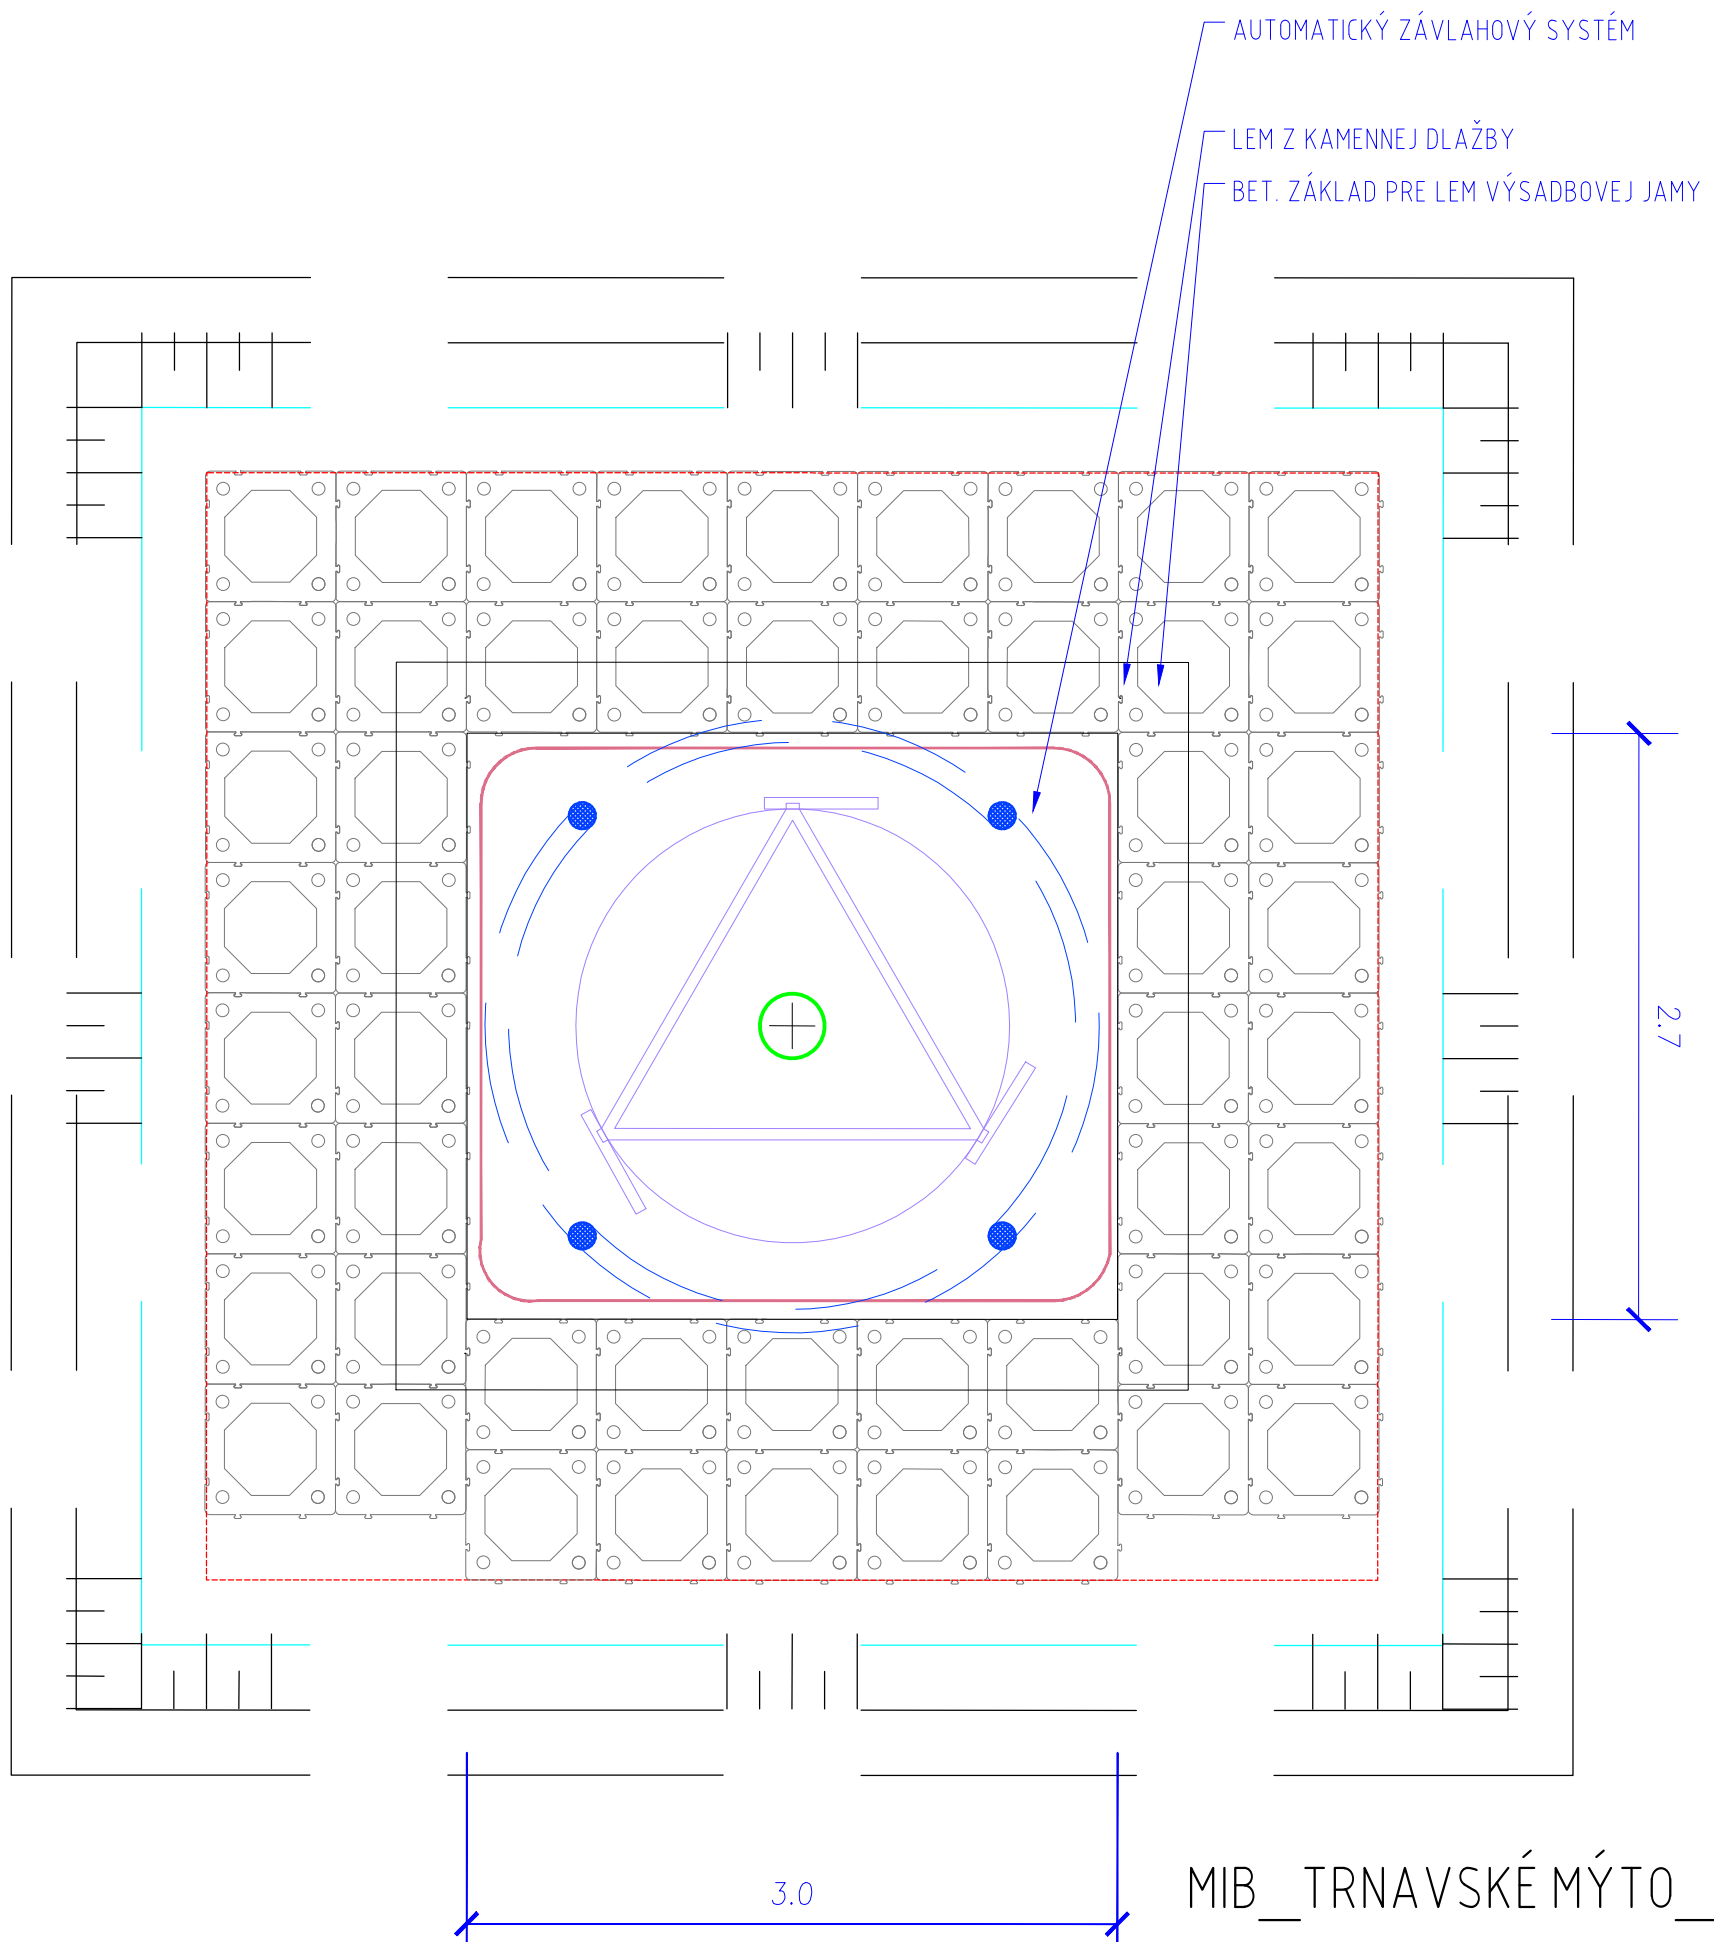 AUTOMATICKÝ ZÁVLAHOVÝ SYSTÉM
LEM Z KAMENNEJ DLAŽBY
BET. ZÁKLAD PRE LEM VÝSADBOVEJ JAMY
2.7
3.0
MIB_TRNAVSKÉ MÝTO_